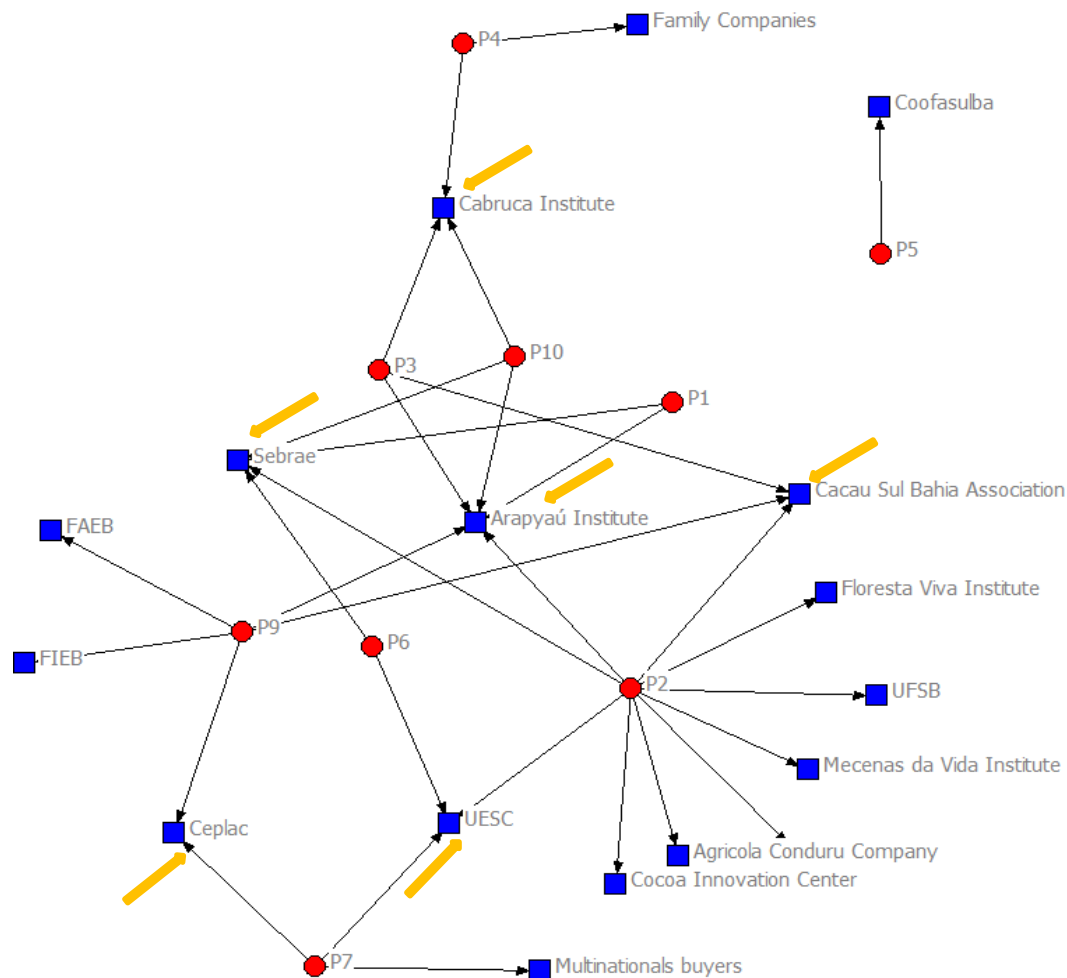 Family Companies
P4
Coofasulba
Cabruca Institute
P5
P10
P3
P1
Sebrae
Cacau Sul Bahia Association
Arapyaú Institute
FAEB
Floresta Viva Institute
P9
P6
FIEB
P2
UFSB
Mecenas da Vida Institute
UESC
Ceplac
Agricola Conduru Company
Cocoa Innovation Center
P7
Multinationals buyers